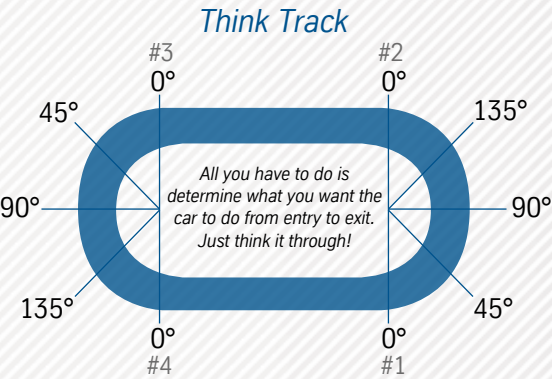 Think Track
#3 #2
0° 0°
45° 135°
All you have to do is
determine what you want the
car to do from entry to exit.
Just think it through!
90° 90°
135° 45°
0° 0°
#4 #1